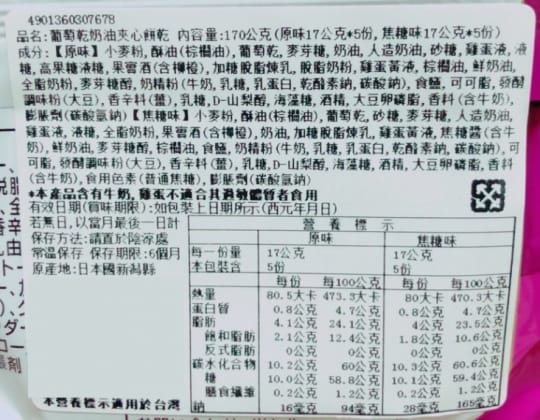 4901360307678
品名:葡萄乾奶油夾心餅乾 內容量:170公克(原味17公克*5份, 焦糖味17公克*5份)
成分:【原味】小麥粉, 酥油(棕櫚油), 葡萄乾, 麥芽糖, 奶油, 人造奶油, 砂糖, 雞蛋液, 液
糖, 高果糖液糖, 果露酒(含檸檬), 加糖脫脂煉乳, 脫脂奶粉, 雞蛋黃液, 棕櫚油, 鮮奶油,
全脂奶粉, 麥芽糖醇, 奶精粉(牛奶, 乳糖, 乳蛋白, 乾酪素鈉, 碳酸鈉), 食鹽, 可可脂, 發酵
調味粉(大豆), 香辛料(薑), 乳糖, D-山梨醇, 海藻糖, 酒精, 大豆卵磷脂, 香料(含牛奶),
膨脹劑(碳酸氫鈉)【焦糖味】小麥粉, 酥油(棕櫚油), 葡萄乾, 砂糖, 麥芽糖, 人造奶油,
雞蛋液, 液糖, 全脂奶粉, 果露酒(含檸檬), 奶油, 加糖脫脂煉乳, 雞蛋黃液, 焦糖醬(含牛
奶), 鮮奶油, 麥芽糖醇, 棕櫚油, 食鹽, 奶精粉(牛奶, 乳糖, 乳蛋白, 乾酪素鈉, 碳酸鈉), 可
可脂, 發酵調味粉(大豆), 香辛料(薑), 乳糖, D-山梨醇, 海藻糖, 酒精, 大豆卵磷脂, 香料
(含牛奶), 食用色素(普通焦糖), 膨脹劑(碳酸氫鈉)
*本產品含有牛奶, 雞蛋不適合其過敏體質者食用
有效日期(賞味期限):如包裝上日期所示(西元年月日)
若無日, 以當月最後一日計
保存方法:請置於陰涼處
常溫保存 保存期限:6個月
原產地:日本國新潟縣
營養標示
原味 焦糖味
每一份量 17公克 17公克
本包裝含 5份 5份
每份 每100公克 每份 每100公克
熱量 80.5大卡 473.3大卡 80大卡 470.3大卡
蛋白質 0.8公克 4.7公克 0.8公克 4.7公克
脂肪 4.1公克 24.1公克 4公克 23.5公克
飽和脂肪 2.1公克 12.4公克 1.8公克 10.6公克
反式脂肪 0公克 0公克 0公克 0公克
碳水化合物 10.2公克 60公克 10.3公克 60.6公克
糖 10.0公克 58.8公克 10.1公克 59.4公克
膳食纖維 0.2公克 1.2公克 0.2公克 1.2公克
鈉 16毫克 94毫克 28毫克 165毫克
本營養標示適用於台灣